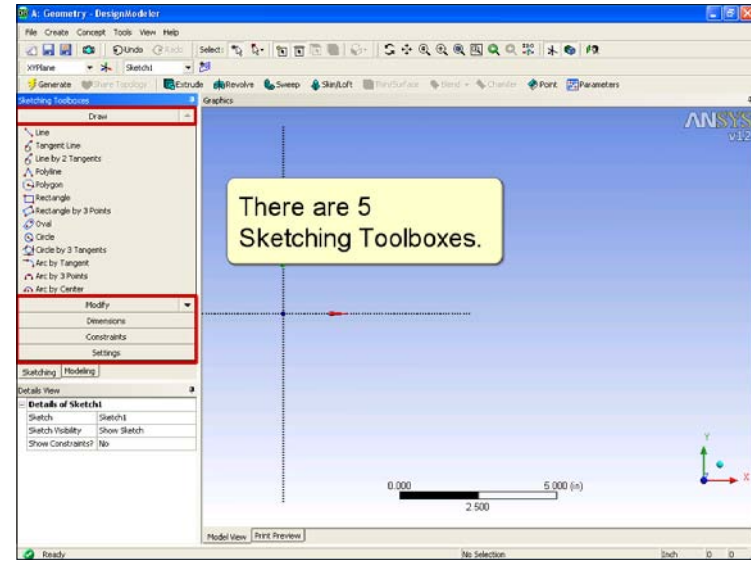 A: Geometry - DesignModeler
File Create Concept Tools View Help
Undo Redo Select:
XYPlane Sketch1
Generate Share Topology Extrude Revolve Sweep Skin/Loft Thin/Surface Blend Chamfer Point Parameters
Sketching Toolboxes Graphics
Draw
ANSYS
v12
Line
Tangent Line
Line by 2 Tangents
Polyline
Polygon
Rectangle
Rectangle by 3 Points
Oval
Circle
Circle by 3 Tangents
Arc by Tangent
Arc by 3 Points
Arc by Center
There are 5
Sketching Toolboxes.
Modify
Dimensions
Constraints
Settings
Sketching Modeling
Details View
Details of Sketch1
Sketch Sketch1
Sketch Visibility Show Sketch
Show Constraints? No
Y
X
0.000 5.000 (in)
2.500
Model View Print Preview
Ready No Selection Inch 0 0